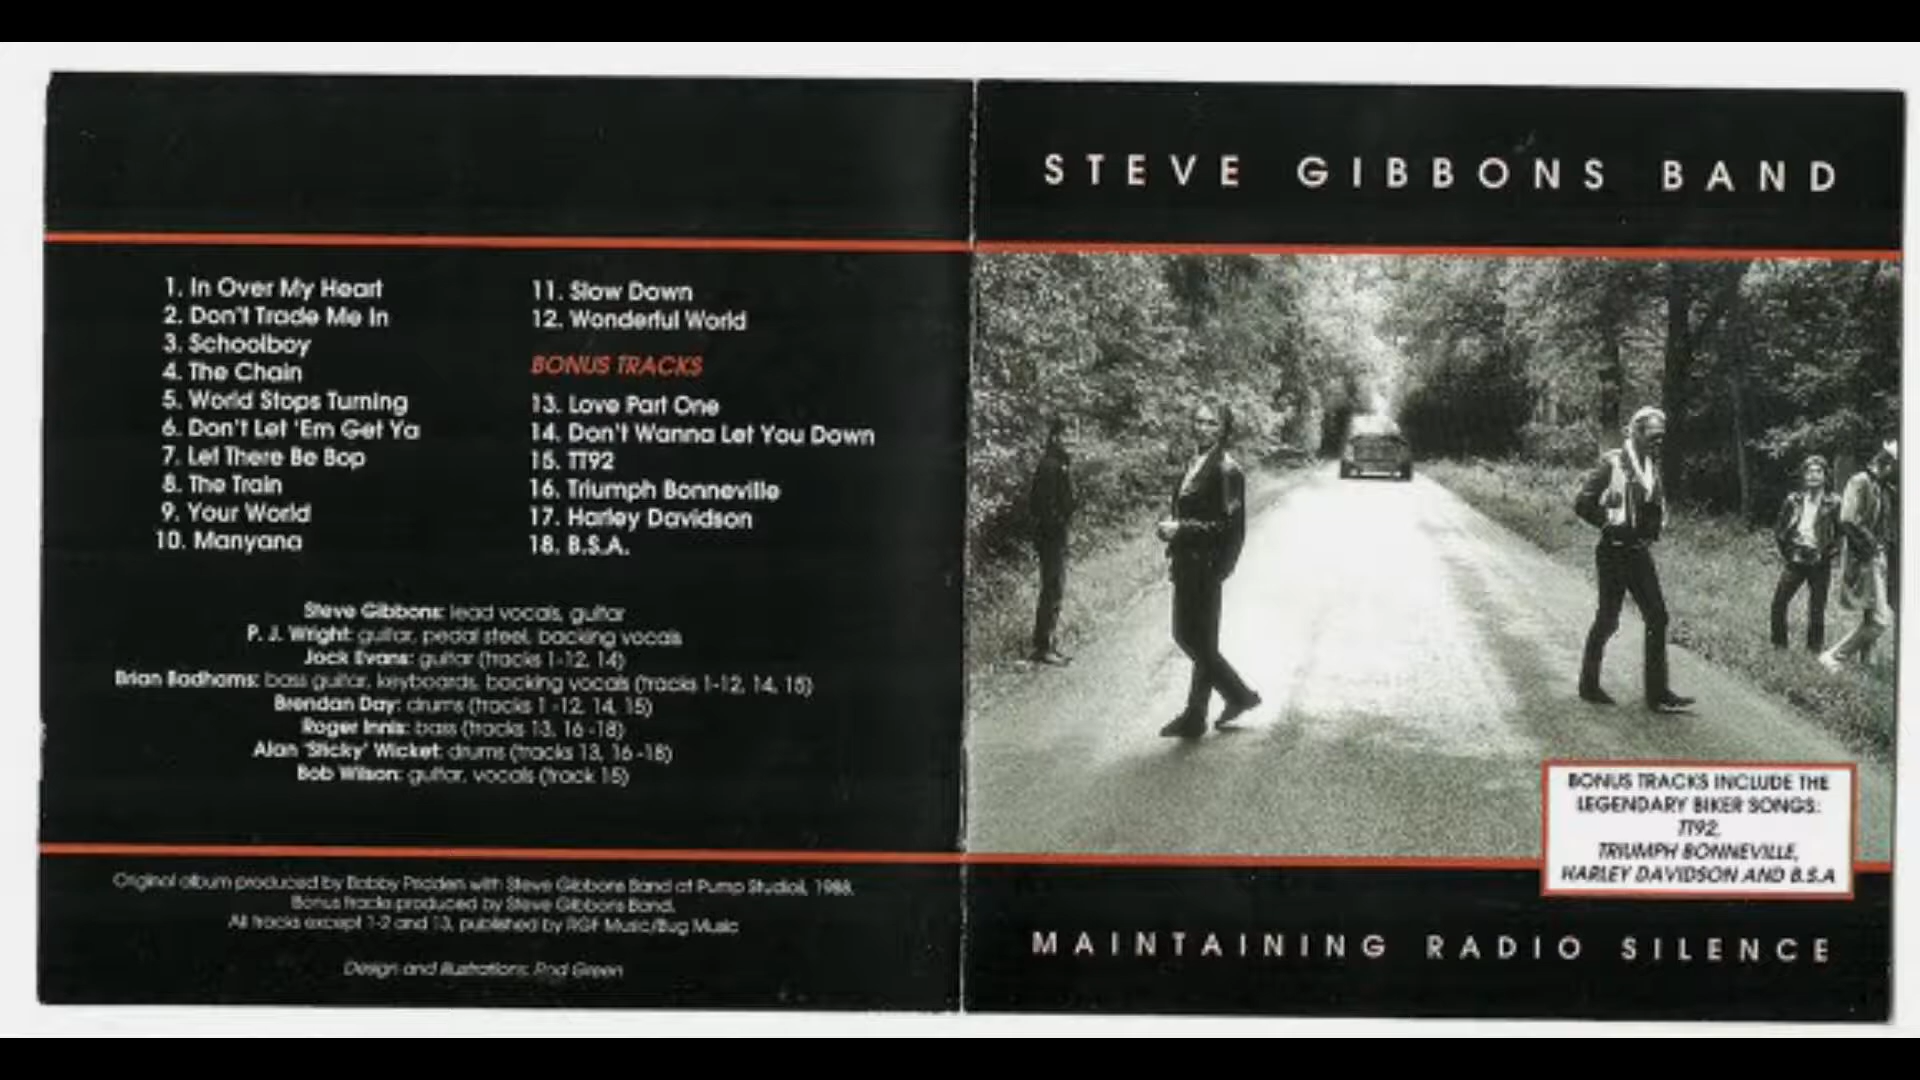 1. In Over My Heart
2. Don't Trade Me In
3. Schoolboy
4. The Chain
5. World Stops Turning
6. Don't Let 'Em Get Ya
7. Let There Be Bop
8. The Train
9. Your World
10. Manyana
11. Slow Down
12. Wonderful World
BONUS TRACKS
13. Love Part One
14. Don't Wanna Let You Down
15. TT92
16. Triumph Bonneville
17. Harley Davidson
18. B.S.A.
Steve Gibbons: lead vocals, guitar
P. J. Wright: guitar, pedal steel, backing vocals
Jock Evans: guitar (tracks 1-12, 14)
Brian Badhams: bass guitar, keyboards, backing vocals (tracks 1-12, 14, 15)
Brendan Day: drums (tracks 1 -12, 14, 15)
Roger Innis: bass (tracks 13, 16 -18)
Alan 'Sticky' Wicket: drums (tracks 13, 16 -18)
Bob Wilson: guitar, vocals (track 15)
Original album produced by Bobby Pridden with Steve Gibbons Band at Pump Studios, 1988.
Bonus tracks produced by Steve Gibbons Band.
All tracks except 1-2 and 13, published by RGF Music/Bug Music
Design and illustrations: Rod Green
STEVE GIBBONS BAND
BONUS TRACKS INCLUDE THE
LEGENDARY BIKER SONGS:
TT92,
TRIUMPH BONNEVILLE,
HARLEY DAVIDSON AND B.S.A
MAINTAINING RADIO SILENCE